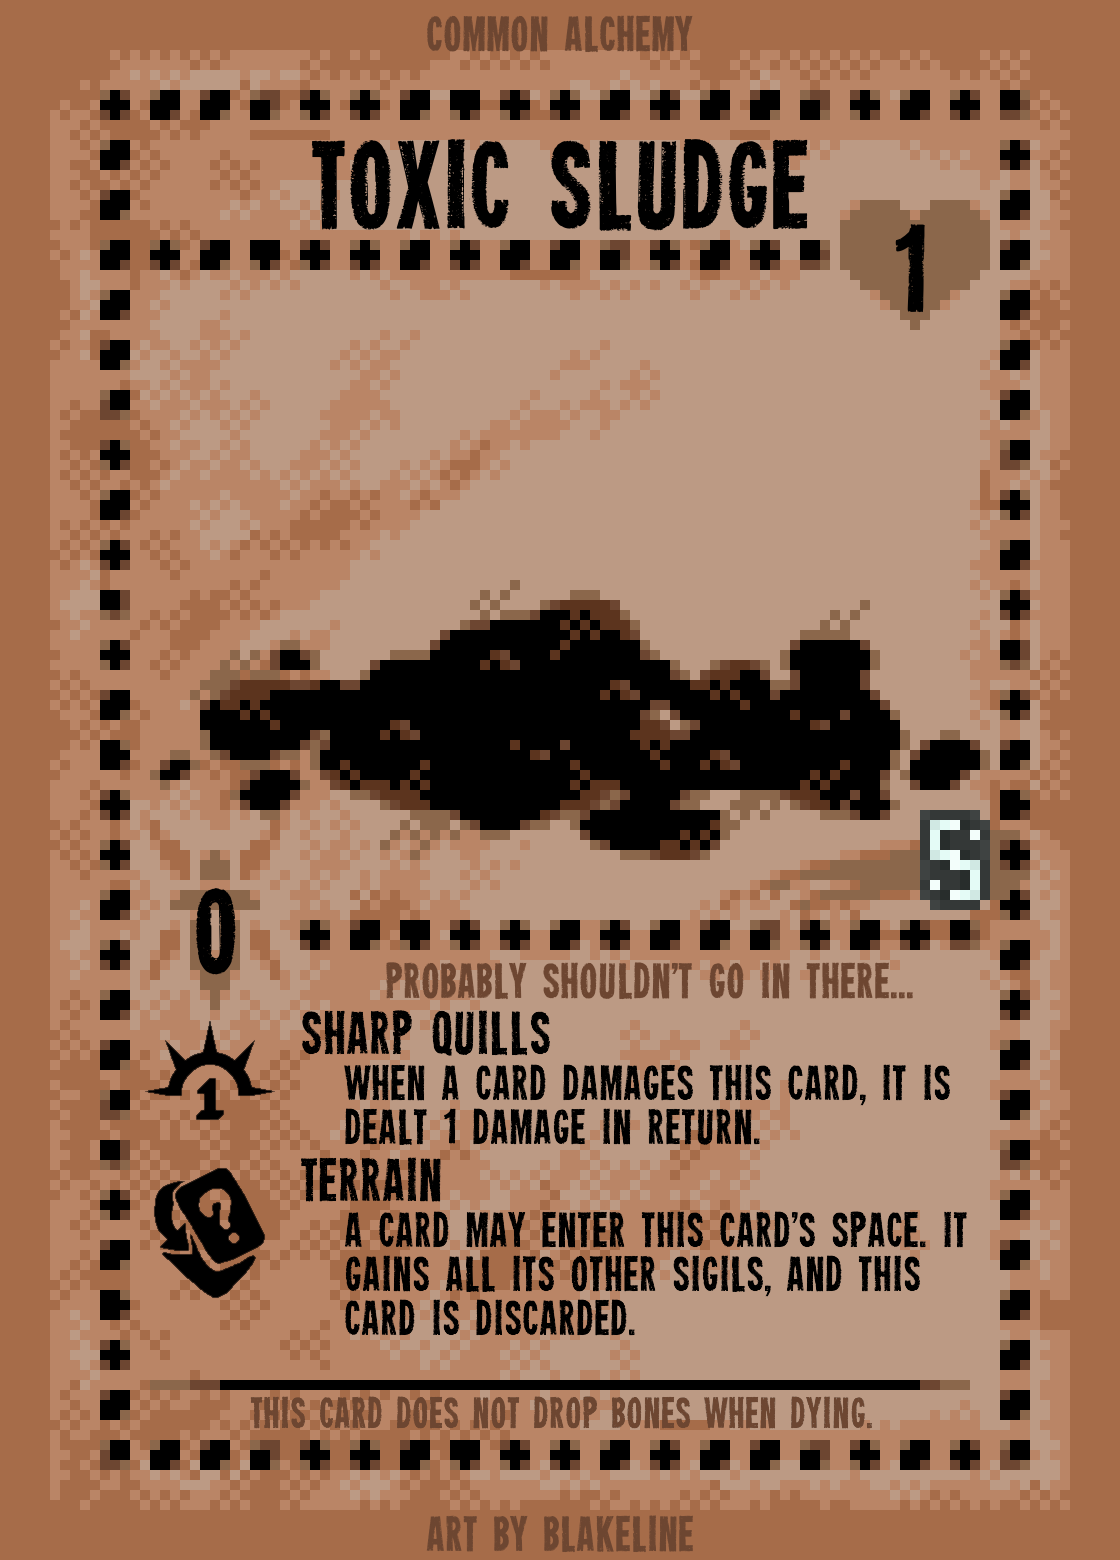 COMMON ALCHEMY
TOXIC SLUDGE
1
S
0
PROBABLY SHOULDN'T GO IN THERE...
SHARP QUILLS
1
WHEN A CARD DAMAGES THIS CARD, IT IS
DEALT 1 DAMAGE IN RETURN.
TERRAIN
?
A CARD MAY ENTER THIS CARD'S SPACE. IT
GAINS ALL ITS OTHER SIGILS, AND THIS
CARD IS DISCARDED.
THIS CARD DOES NOT DROP BONES WHEN DYING.
ART BY BLAKELINE